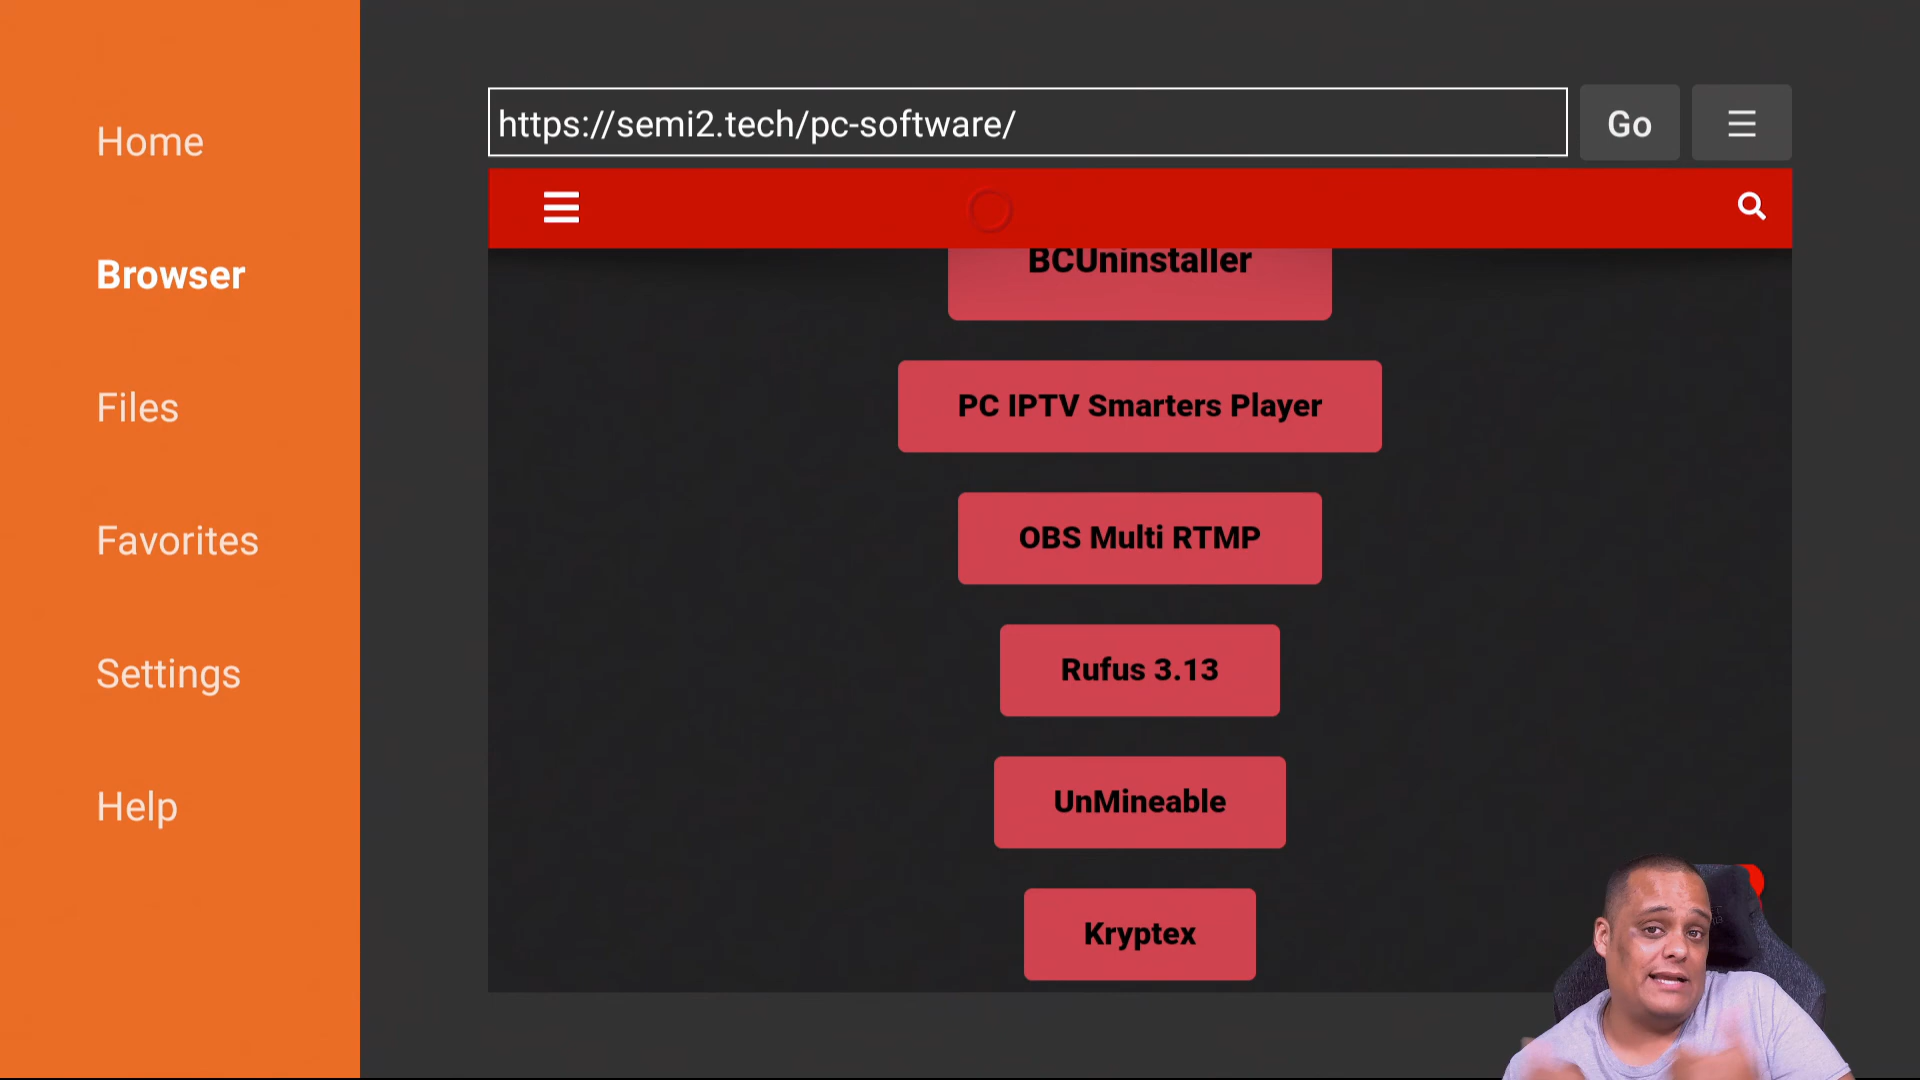 Home
Browser
Files
Favorites
Settings
Help
https://semi2.tech/pc-software/
Go
BCUninstaller
PC IPTV Smarters Player
OBS Multi RTMP
Rufus 3.13
UnMineable
Kryptex